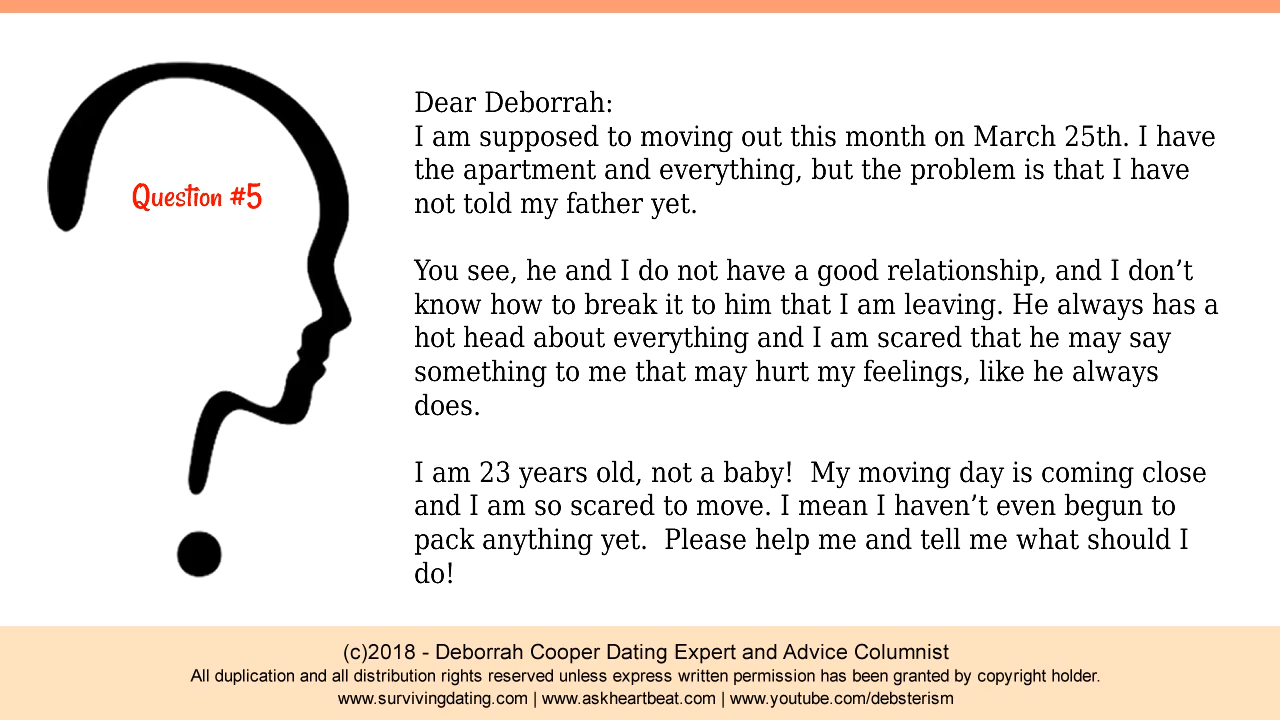 Question #5
Dear Deborrah:
I am supposed to moving out this month on March 25th. I have
the apartment and everything, but the problem is that I have
not told my father yet.
You see, he and I do not have a good relationship, and I don’t
know how to break it to him that I am leaving. He always has a
hot head about everything and I am scared that he may say
something to me that may hurt my feelings, like he always
does.
I am 23 years old, not a baby!  My moving day is coming close
and I am so scared to move. I mean I haven’t even begun to
pack anything yet.  Please help me and tell me what should I
do!
(c)2018 - Deborrah Cooper Dating Expert and Advice Columnist
All duplication and all distribution rights reserved unless express written permission has been granted by copyright holder.
www.survivingdating.com | www.askheartbeat.com | www.youtube.com/debsterism